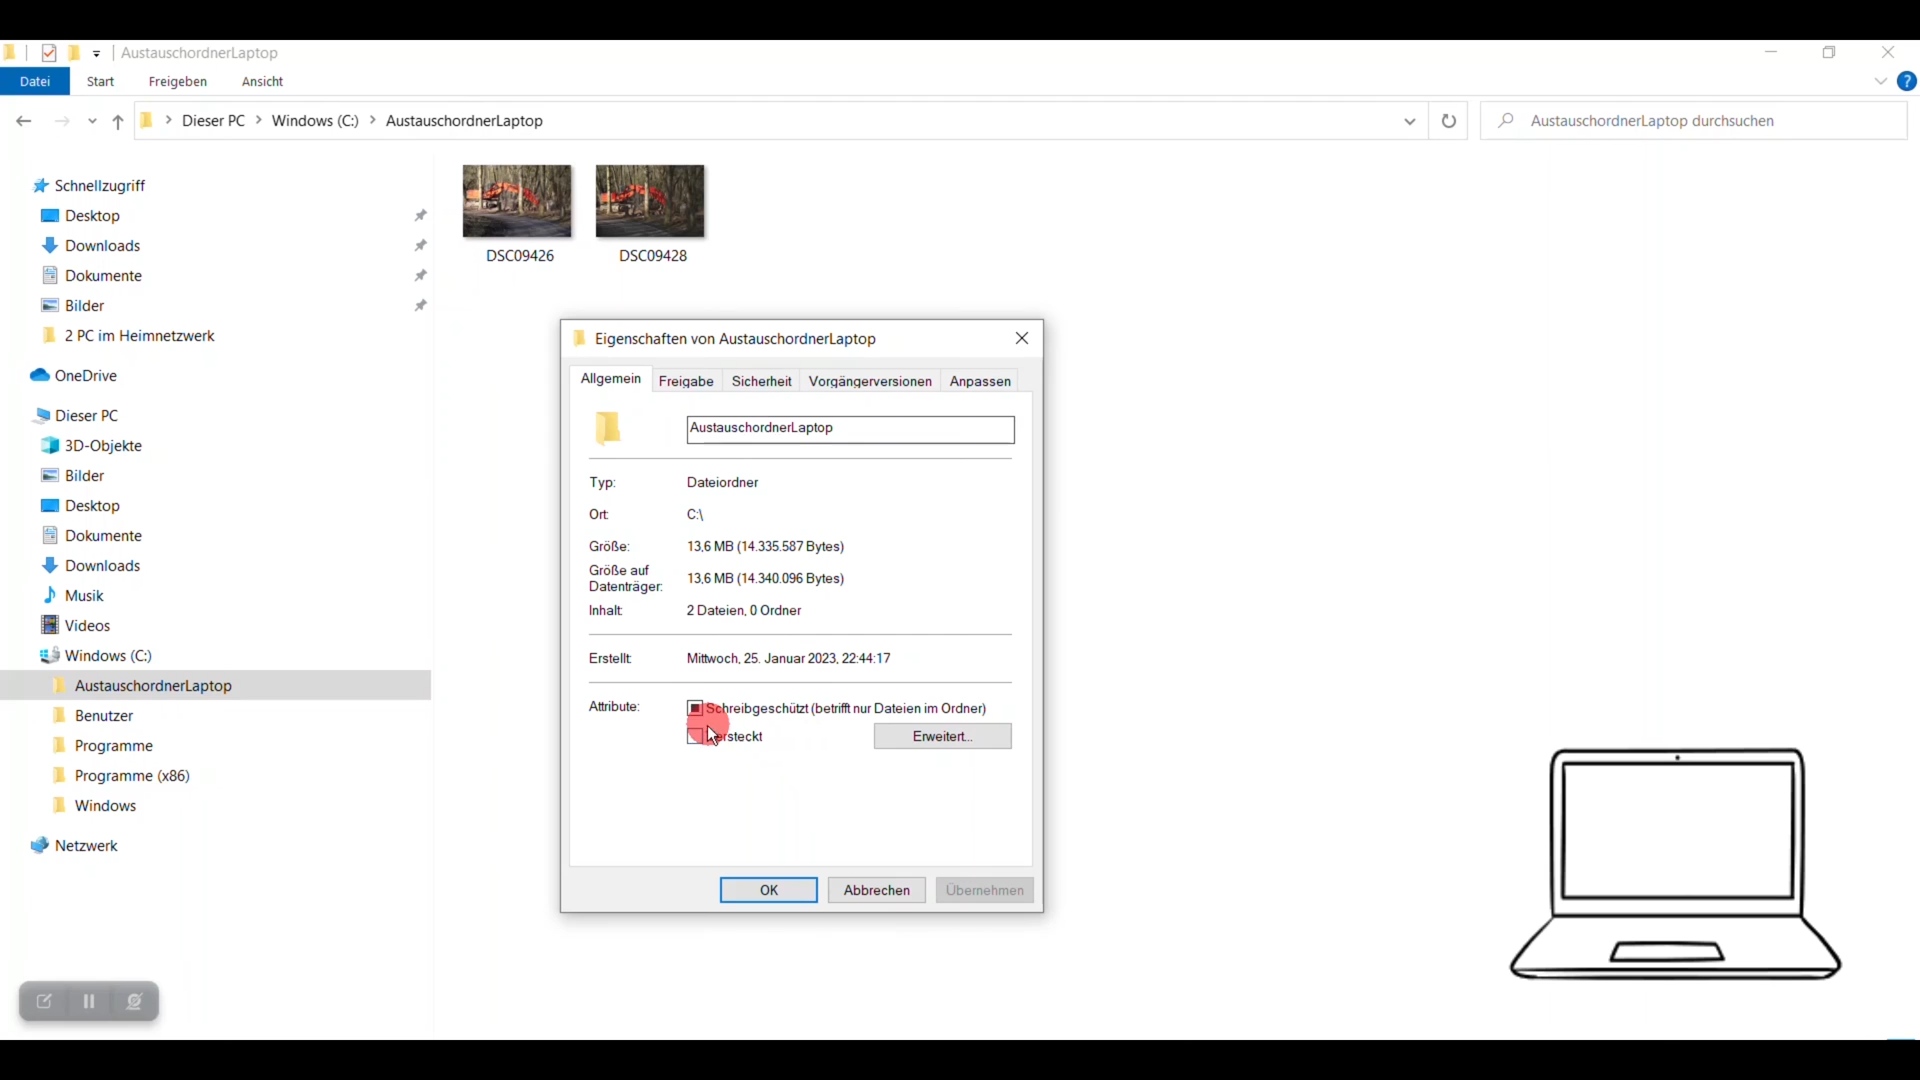 AustauschordnerLaptop
Datei Start Freigeben Ansicht
Dieser PC Windows (C:) AustauschordnerLaptop
AustauschordnerLaptop durchsuchen
Schnellzugriff
Desktop
Downloads
Dokumente
Bilder
2 PC im Heimnetzwerk
OneDrive
Dieser PC
3D-Objekte
Bilder
Desktop
Dokumente
Downloads
Musik
Videos
Windows (C:)
AustauschordnerLaptop
Benutzer
Programme
Programme (x86)
Windows
Netzwerk
DSC09426 DSC09428
Eigenschaften von AustauschordnerLaptop
Allgemein Freigabe Sicherheit Vorgängerversionen Anpassen
AustauschordnerLaptop
Typ: Dateiordner
Ort: C:\
Größe: 13,6 MB (14.335.587 Bytes)
Größe auf
Datenträger: 13,6 MB (14.340.096 Bytes)
Inhalt: 2 Dateien, 0 Ordner
Erstellt: Mittwoch, 25. Januar 2023, 22:44:17
Attribute: Schreibgeschützt (betrifft nur Dateien im Ordner)
Versteckt Erweitert...
OK Abbrechen Übernehmen